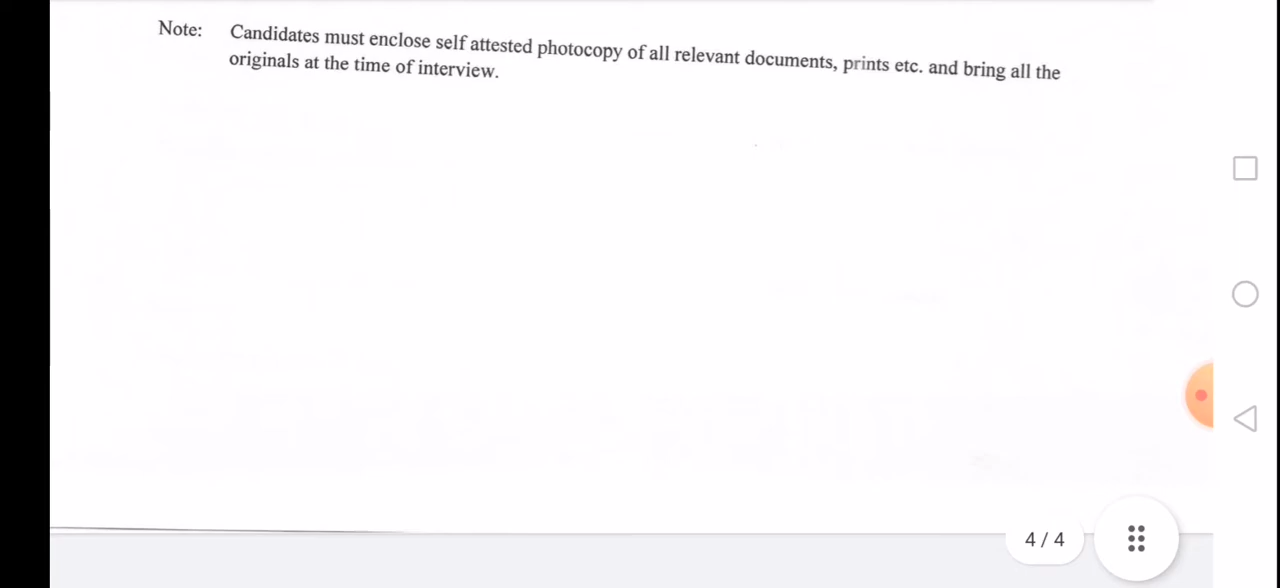 Note: Candidates must enclose self attested photocopy of all relevant documents, prints etc. and bring all the
originals at the time of interview.
4 / 4